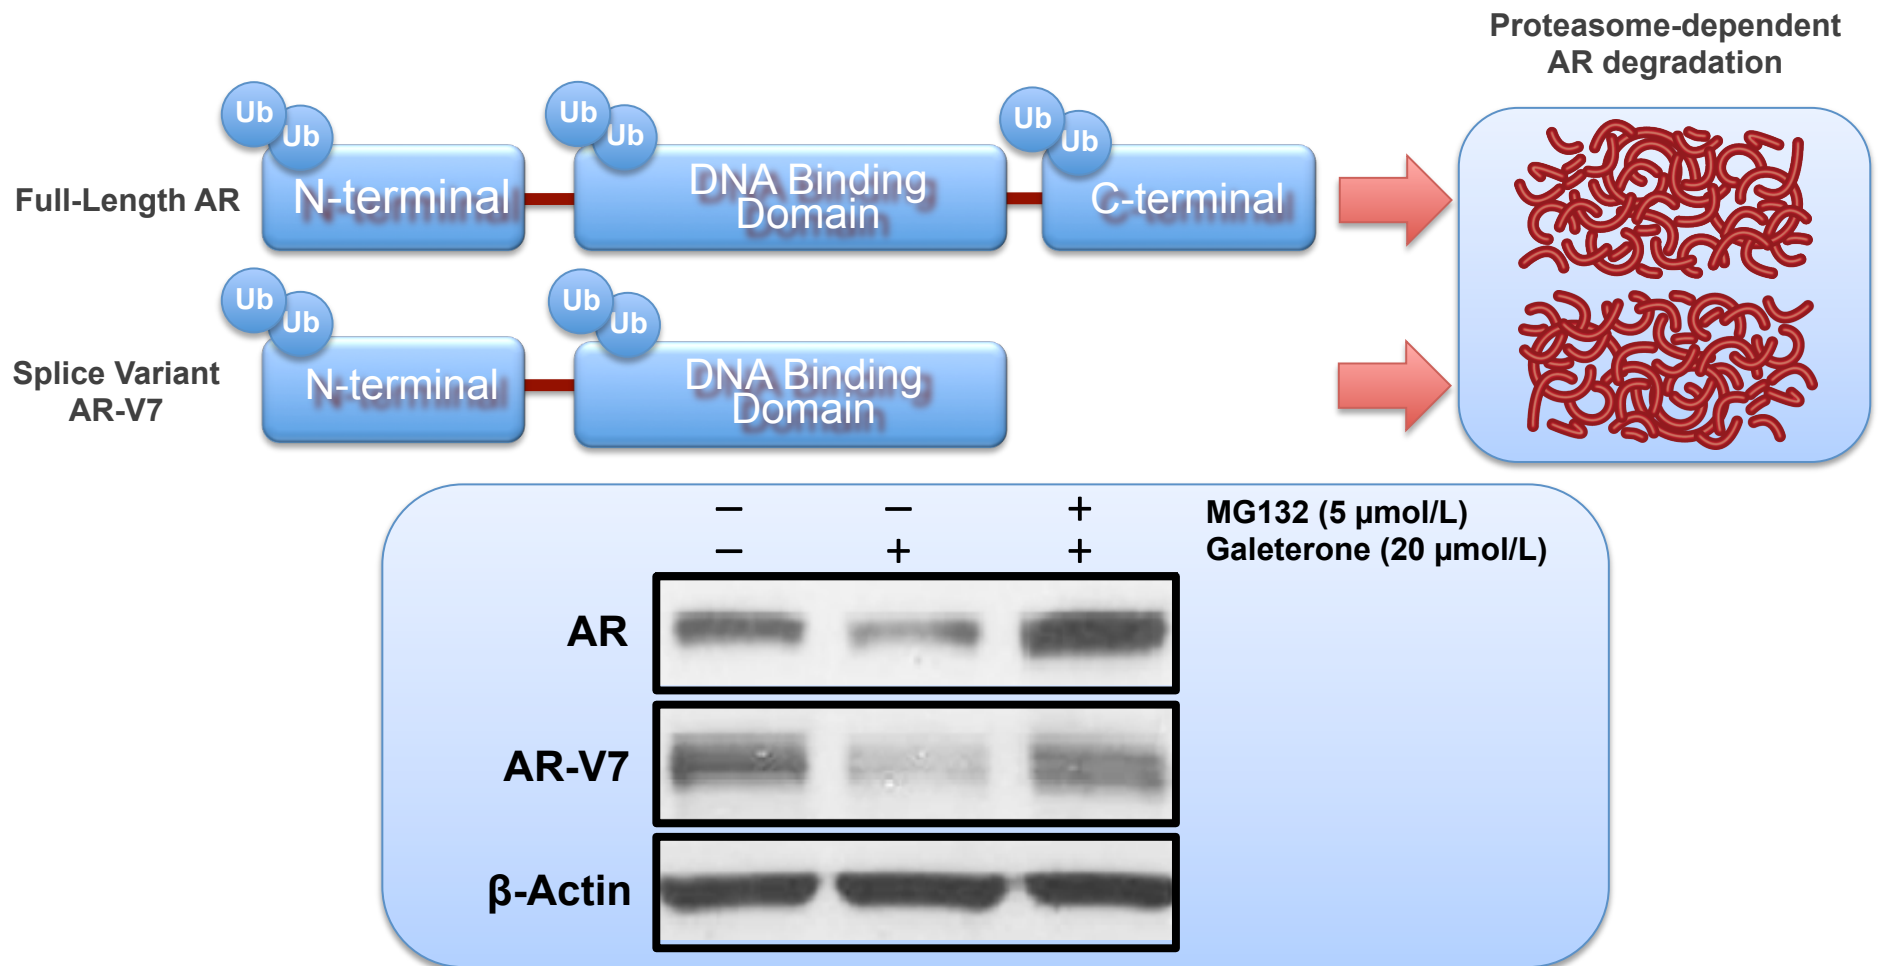 Proteasome-dependent
AR degradation
Ub
Ub
Ub
Ub
Ub
Ub
Full-Length AR
N-terminal
DNA Binding
Domain
C-terminal
Ub
Ub
Ub
Ub
Splice Variant
AR-V7
N-terminal
DNA Binding
Domain
– – + MG132 (5 µmol/L)
– + + Galeterone (20 µmol/L)
AR
AR-V7
β-Actin